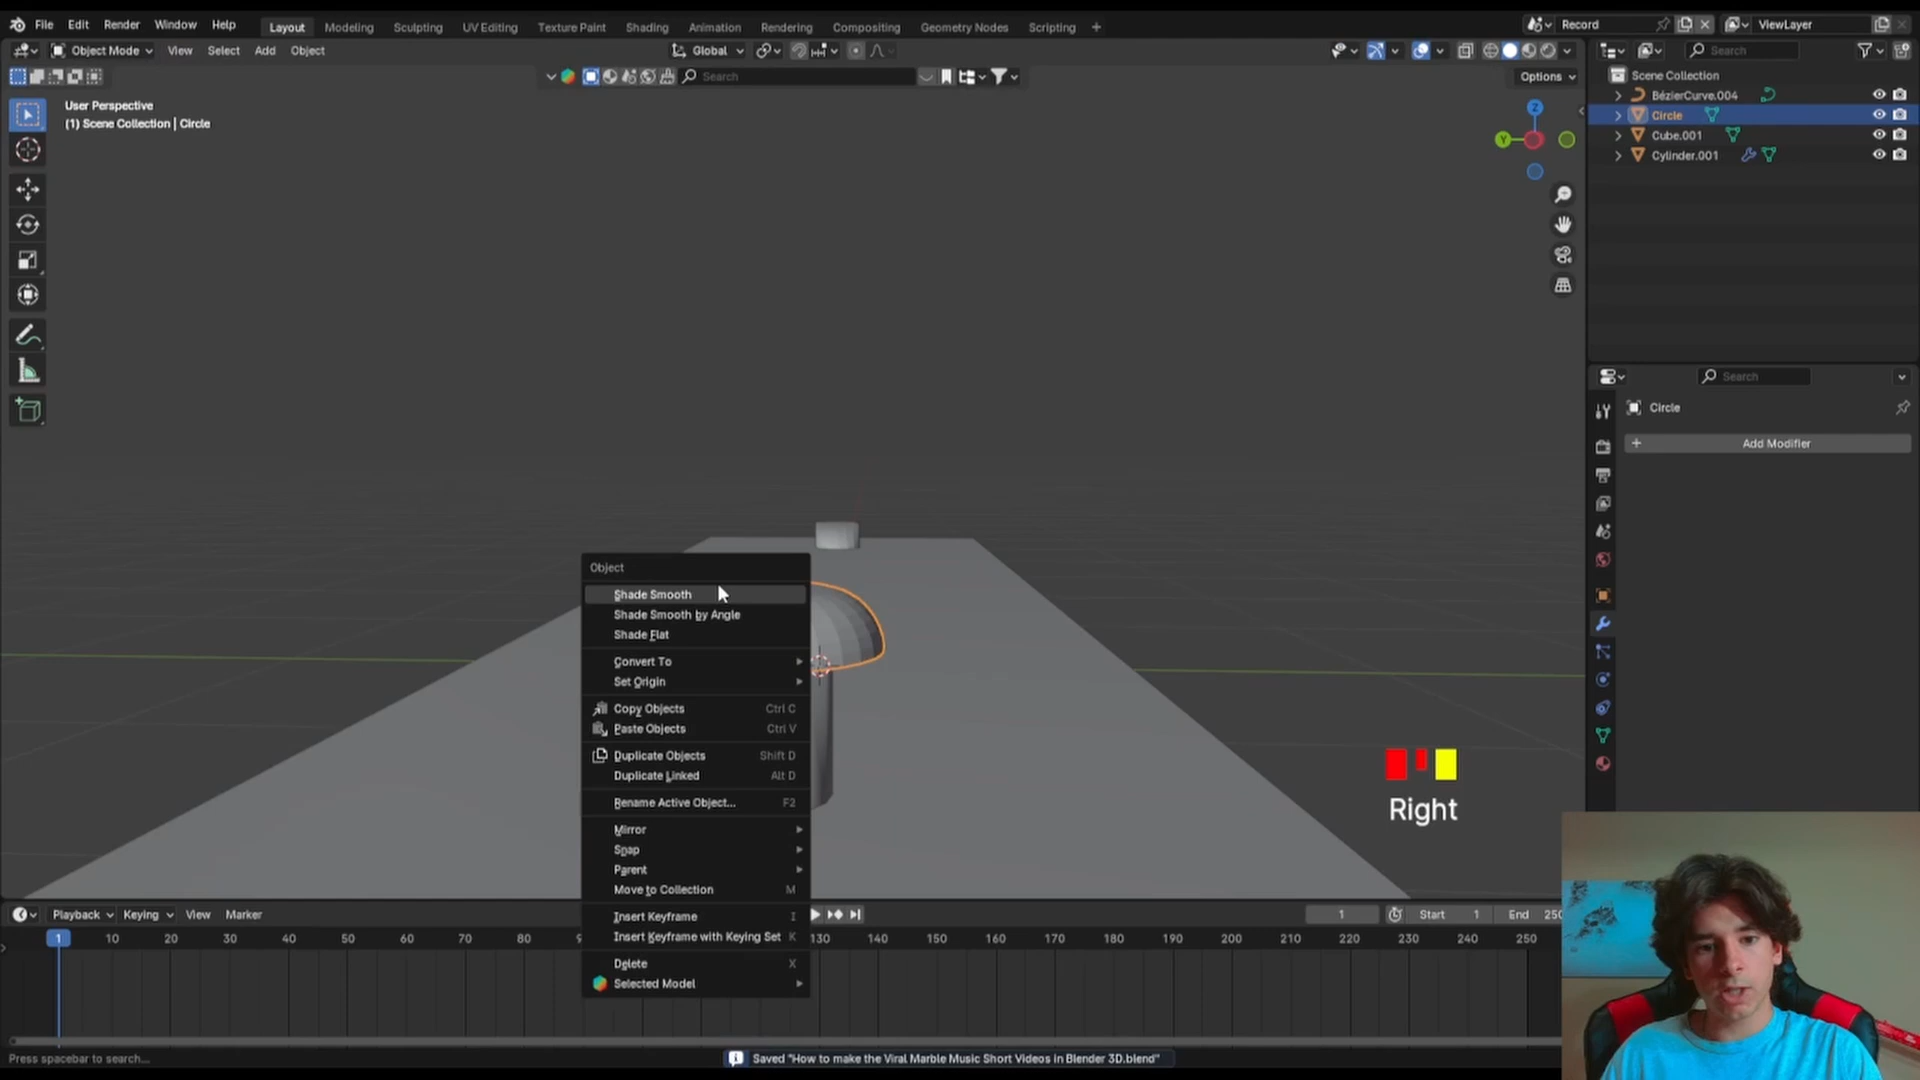 File Edit Render Window Help Layout Modeling Sculpting UV Editing Texture Paint Shading Animation Rendering Compositing Geometry Nodes Scripting + Record ViewLayer
Object Mode View Select Add Object Global Search
Search Options
User Perspective
(1) Scene Collection | Circle
Z
Y
Scene Collection
BézierCurve.004
Circle
Cube.001
Cylinder.001
Search
Circle
+ Add Modifier
Object
Shade Smooth
Shade Smooth by Angle
Shade Flat
Convert To
Set Origin
Copy Objects Ctrl C
Paste Objects Ctrl V
Duplicate Objects Shift D
Duplicate Linked Alt D
Rename Active Object... F2
Mirror
Snap
Parent
Move to Collection M
Insert Keyframe I
Insert Keyframe with Keying Set K
Delete X
Selected Model
Right
Playback Keying View Marker 1 Start 1 End 250
1 10 20 30 40 50 60 70 80 130 140 150 160 170 180 190 200 210 220 230 240 250
Press spacebar to search...
Saved "How to make the Viral Marble Music Short Videos in Blender 3D.blend"